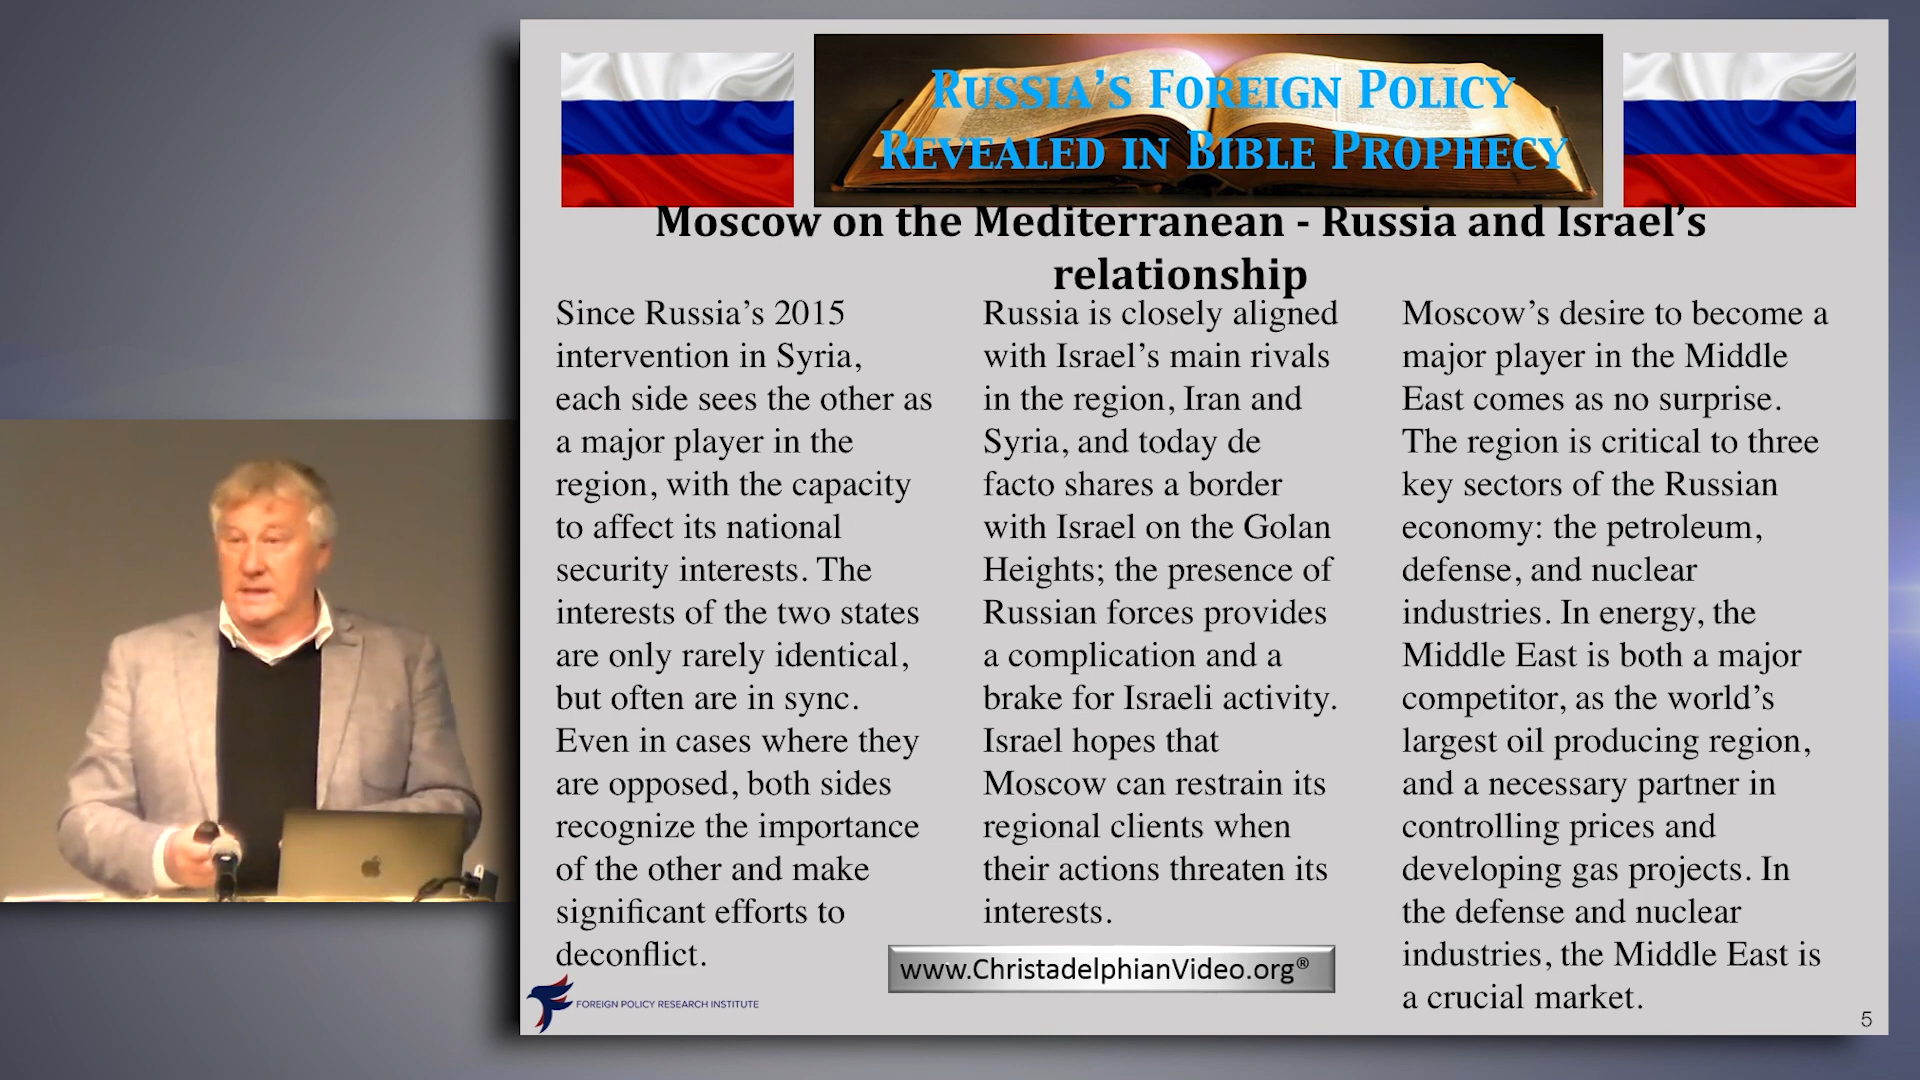 RUSSIA'S FOREIGN POLICY
REVEALED IN BIBLE PROPHECY
Moscow on the Mediterranean - Russia and Israel's
relationship
Since Russia's 2015
intervention in Syria,
each side sees the other as
a major player in the
region, with the capacity
to affect its national
security interests. The
interests of the two states
are only rarely identical,
but often are in sync.
Even in cases where they
are opposed, both sides
recognize the importance
of the other and make
significant efforts to
deconflict.
Russia is closely aligned
with Israel's main rivals
in the region, Iran and
Syria, and today de
facto shares a border
with Israel on the Golan
Heights; the presence of
Russian forces provides
a complication and a
brake for Israeli activity.
Israel hopes that
Moscow can restrain its
regional clients when
their actions threaten its
interests.
Moscow's desire to become a
major player in the Middle
East comes as no surprise.
The region is critical to three
key sectors of the Russian
economy: the petroleum,
defense, and nuclear
industries. In energy, the
Middle East is both a major
competitor, as the world's
largest oil producing region,
and a necessary partner in
controlling prices and
developing gas projects. In
the defense and nuclear
industries, the Middle East is
a crucial market.
www.ChristadelphianVideo.org®
FOREIGN POLICY RESEARCH INSTITUTE
5